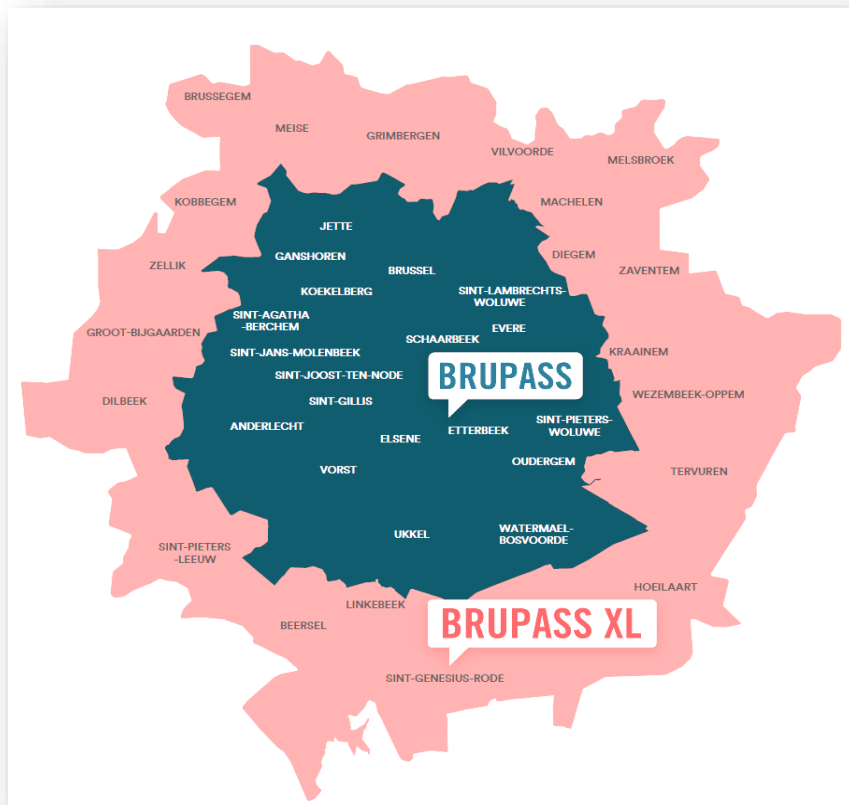 BRUSSEGEM
MEISE
GRIMBERGEN
VILVOORDE
MELSBROEK
KOBBEGEM
MACHELEN
JETTE
GANSHOREN
DIEGEM
ZELLIK
BRUSSEL
ZAVENTEM
KOEKELBERG
SINT-LAMBRECHTS-
WOLUWE
SINT-AGATHA
-BERCHEM
EVERE
GROOT-BIJGAARDEN
SCHAARBEEK
SINT-JANS-MOLENBEEK
KRAAINEM
SINT-JOOST-TEN-NODE
BRUPASS
WEZEMBEEK-OPPEM
DILBEEK
SINT-GILLIS
ANDERLECHT
ETTERBEEK
SINT-PIETERS-
WOLUWE
ELSENE
OUDERGEM
VORST
TERVUREN
UKKEL
WATERMAEL-
BOSVOORDE
SINT-PIETERS
-LEEUW
HOEILAART
LINKEBEEK
BEERSEL
BRUPASS XL
SINT-GENESIUS-RODE